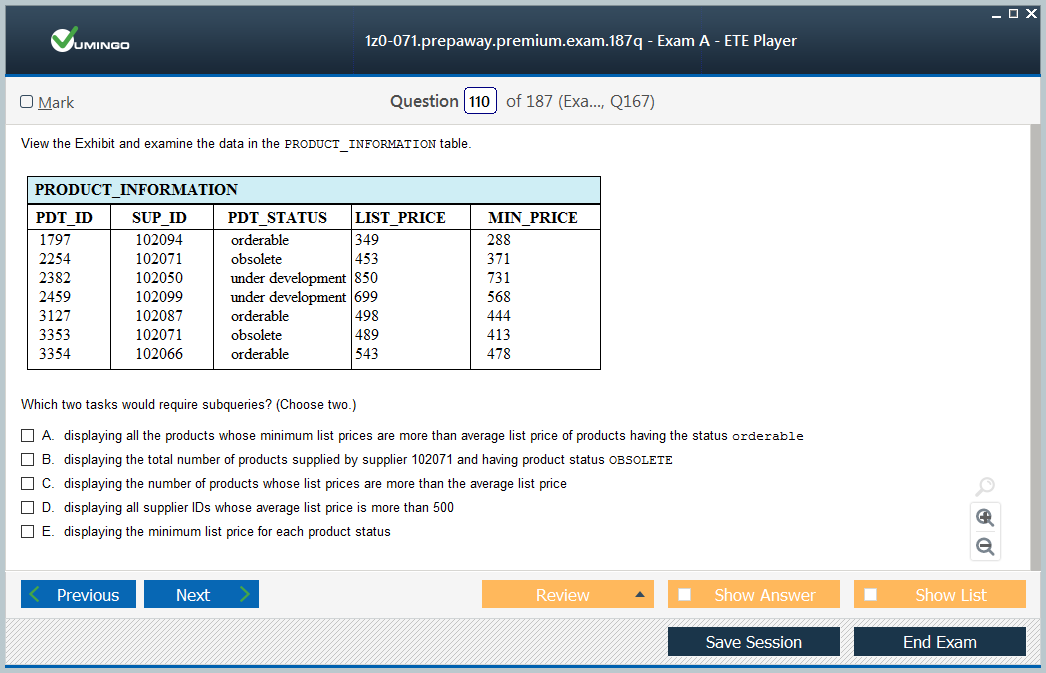 VUMINGO
1z0-071.prepaway.premium.exam.187q - Exam A - ETE Player
Mark
Question 110 of 187 (Exa..., Q167)
View the Exhibit and examine the data in the PRODUCT_INFORMATION table.
PRODUCT_INFORMATION
PDT_ID SUP_ID PDT_STATUS LIST_PRICE MIN_PRICE
1797 102094 orderable 349 288
2254 102071 obsolete 453 371
2382 102050 under development 850 731
2459 102099 under development 699 568
3127 102087 orderable 498 444
3353 102071 obsolete 489 413
3354 102066 orderable 543 478
Which two tasks would require subqueries? (Choose two.)
A. displaying all the products whose minimum list prices are more than average list price of products having the status orderable
B. displaying the total number of products supplied by supplier 102071 and having product status OBSOLETE
C. displaying the number of products whose list prices are more than the average list price
D. displaying all supplier IDs whose average list price is more than 500
E. displaying the minimum list price for each product status
Previous Next Review Show Answer Show List
Save Session End Exam